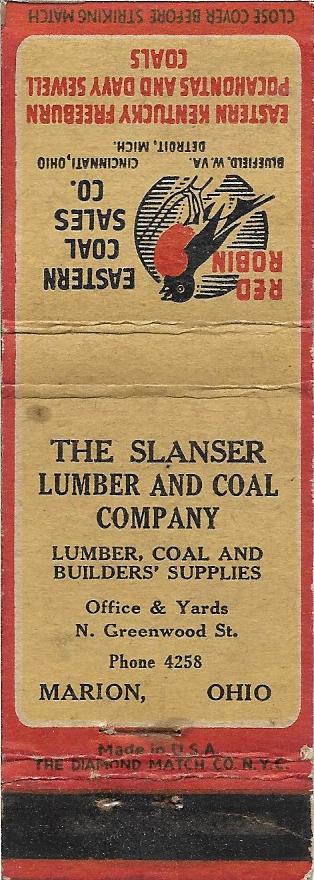 CLOSE COVER BEFORE STRIKING MATCH
RED
ROBIN
EASTERN
COAL
SALES
CO.
BLUEFIELD, W. VA. CINCINNATI, OHIO
DETROIT, MICH.
EASTERN KENTUCKY FREEBURN
POCAHONTAS AND DAVY SEWELL
COALS
THE SLANSER
LUMBER AND COAL
COMPANY
LUMBER, COAL AND
BUILDERS' SUPPLIES
Office & Yards
N. Greenwood St.
Phone 4258
MARION, OHIO
Made in U.S.A.
THE DIAMOND MATCH CO. N.Y.C.